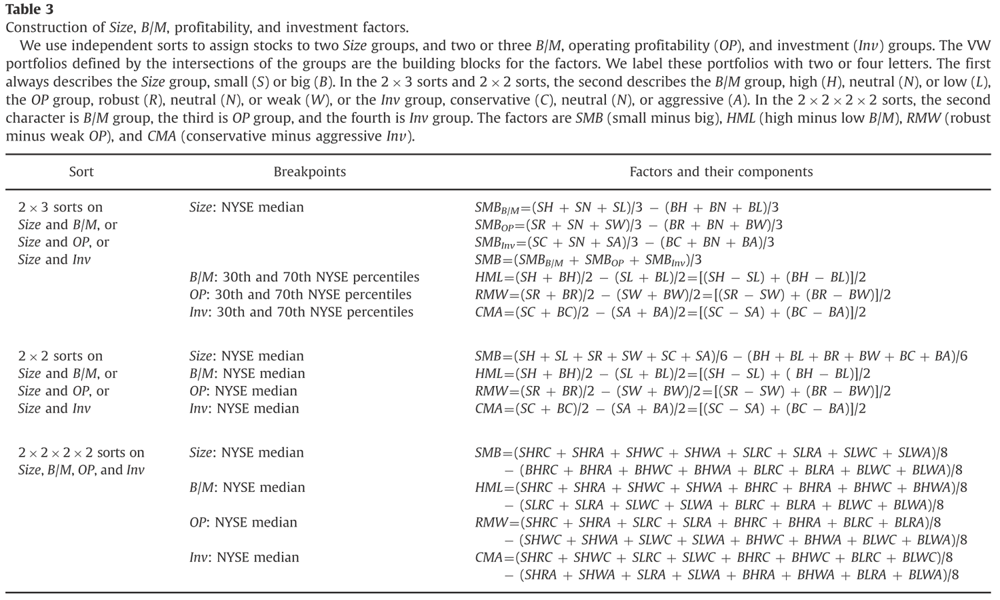 Table 3
Construction of Size, B/M, profitability, and investment factors.
We use independent sorts to assign stocks to two Size groups, and two or three B/M, operating profitability (OP), and investment (Inv) groups. The VW
portfolios defined by the intersections of the groups are the building blocks for the factors. We label these portfolios with two or four letters. The first
always describes the Size group, small (S) or big (B). In the 2 × 3 sorts and 2 × 2 sorts, the second describes the B/M group, high (H), neutral (N), or low (L),
the OP group, robust (R), neutral (N), or weak (W), or the Inv group, conservative (C), neutral (N), or aggressive (A). In the 2 × 2 × 2 × 2 sorts, the second
character is B/M group, the third is OP group, and the fourth is Inv group. The factors are SMB (small minus big), HML (high minus low B/M), RMW (robust
minus weak OP), and CMA (conservative minus aggressive Inv).
Sort Breakpoints Factors and their components
2 × 3 sorts on Size: NYSE median SMB_B/M=(SH + SN + SL)/3 − (BH + BN + BL)/3
Size and B/M, or SMB_OP=(SR + SN + SW)/3 − (BR + BN + BW)/3
Size and OP, or SMB_Inv=(SC + SN + SA)/3 − (BC + BN + BA)/3
Size and Inv SMB=(SMB_B/M + SMB_OP + SMB_Inv)/3
B/M: 30th and 70th NYSE percentiles HML=(SH + BH)/2 − (SL + BL)/2=[(SH − SL) + (BH − BL)]/2
OP: 30th and 70th NYSE percentiles RMW=(SR + BR)/2 − (SW + BW)/2=[(SR − SW) + (BR − BW)]/2
Inv: 30th and 70th NYSE percentiles CMA=(SC + BC)/2 − (SA + BA)/2=[(SC − SA) + (BC − BA)]/2
2 × 2 sorts on Size: NYSE median SMB=(SH + SL + SR + SW + SC + SA)/6 − (BH + BL + BR + BW + BC + BA)/6
Size and B/M, or B/M: NYSE median HML=(SH + BH)/2 − (SL + BL)/2=[(SH − SL) + ( BH − BL)]/2
Size and OP, or OP: NYSE median RMW=(SR + BR)/2 − (SW + BW)/2=[(SR − SW) + (BR − BW)]/2
Size and Inv Inv: NYSE median CMA=(SC + BC)/2 − (SA + BA)/2=[(SC − SA) + (BC − BA)]/2
2 × 2 × 2 × 2 sorts on Size: NYSE median SMB=(SHRC + SHRA + SHWC + SHWA + SLRC + SLRA + SLWC + SLWA)/8
Size, B/M, OP, and Inv − (BHRC + BHRA + BHWC + BHWA + BLRC + BLRA + BLWC + BLWA)/8
B/M: NYSE median HML=(SHRC + SHRA + SHWC + SHWA + BHRC + BHRA + BHWC + BHWA)/8
− (SLRC + SLRA + SLWC + SLWA + BLRC + BLRA + BLWC + BLWA)/8
OP: NYSE median RMW=(SHRC + SHRA + SLRC + SLRA + BHRC + BHRA + BLRC + BLRA)/8
− (SHWC + SHWA + SLWC + SLWA + BHWC + BHWA + BLWC + BLWA)/8
Inv: NYSE median CMA=(SHRC + SHWC + SLRC + SLWC + BHRC + BHWC + BLRC + BLWC)/8
− (SHRA + SHWA + SLRA + SLWA + BHRA + BHWA + BLRA + BLWA)/8